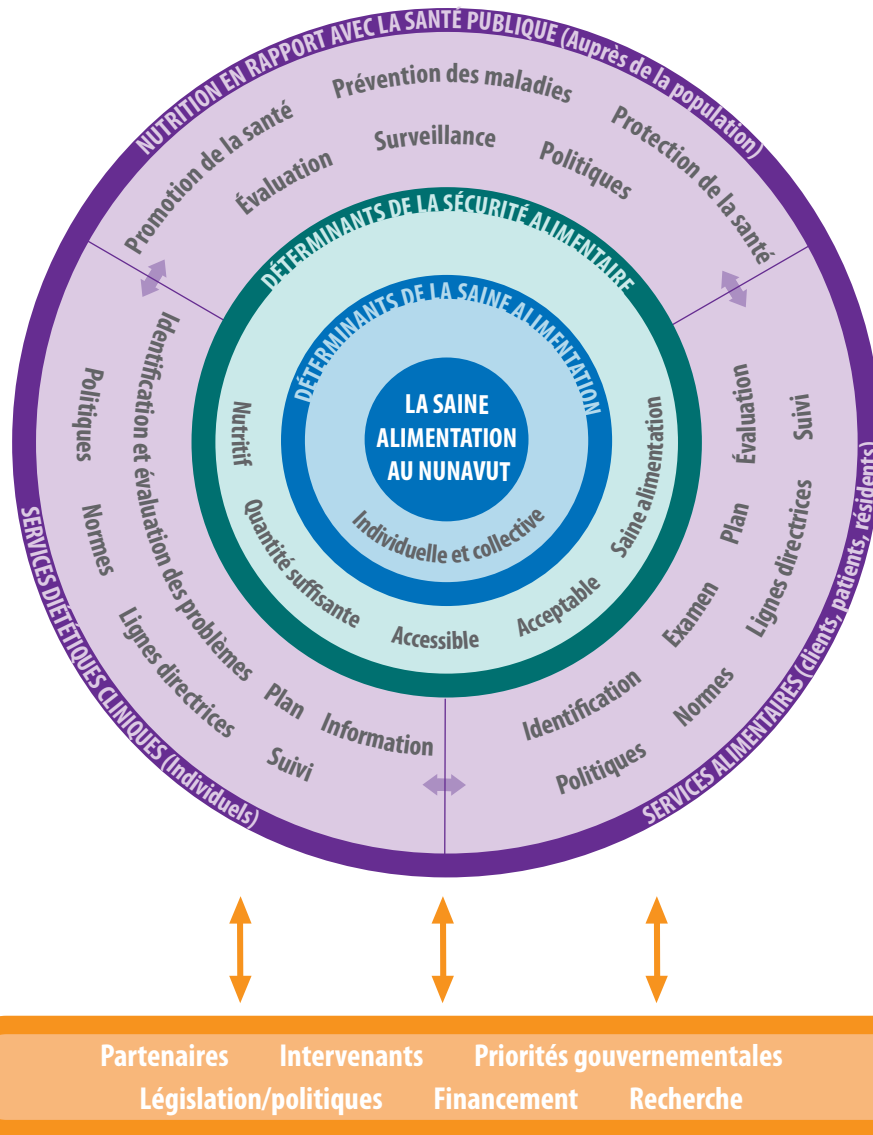 NUTRITION EN RAPPORT AVEC LA SANTÉ PUBLIQUE (Auprès de la population)
Promotion de la santé
Prévention des maladies
Protection de la santé
Évaluation
Surveillance
Politiques
DÉTERMINANTS DE LA SÉCURITÉ ALIMENTAIRE
DÉTERMINANTS DE LA SAINE ALIMENTATION
LA SAINE
ALIMENTATION
AU NUNAVUT
Individuelle et collective
Nutritif
Quantité suffisante
Accessible
Acceptable
Saine alimentation
SERVICES DIÉTÉTIQUES CLINIQUES (Individuels)
Identification et évaluation des problèmes
Plan
Information
Politiques
Normes
Lignes directrices
Suivi
SERVICES ALIMENTAIRES (clients, patients, résidents)
Identification
Examen
Plan
Évaluation
Politiques
Normes
Lignes directrices
Suivi
Partenaires Intervenants Priorités gouvernementales
Législation/politiques Financement Recherche